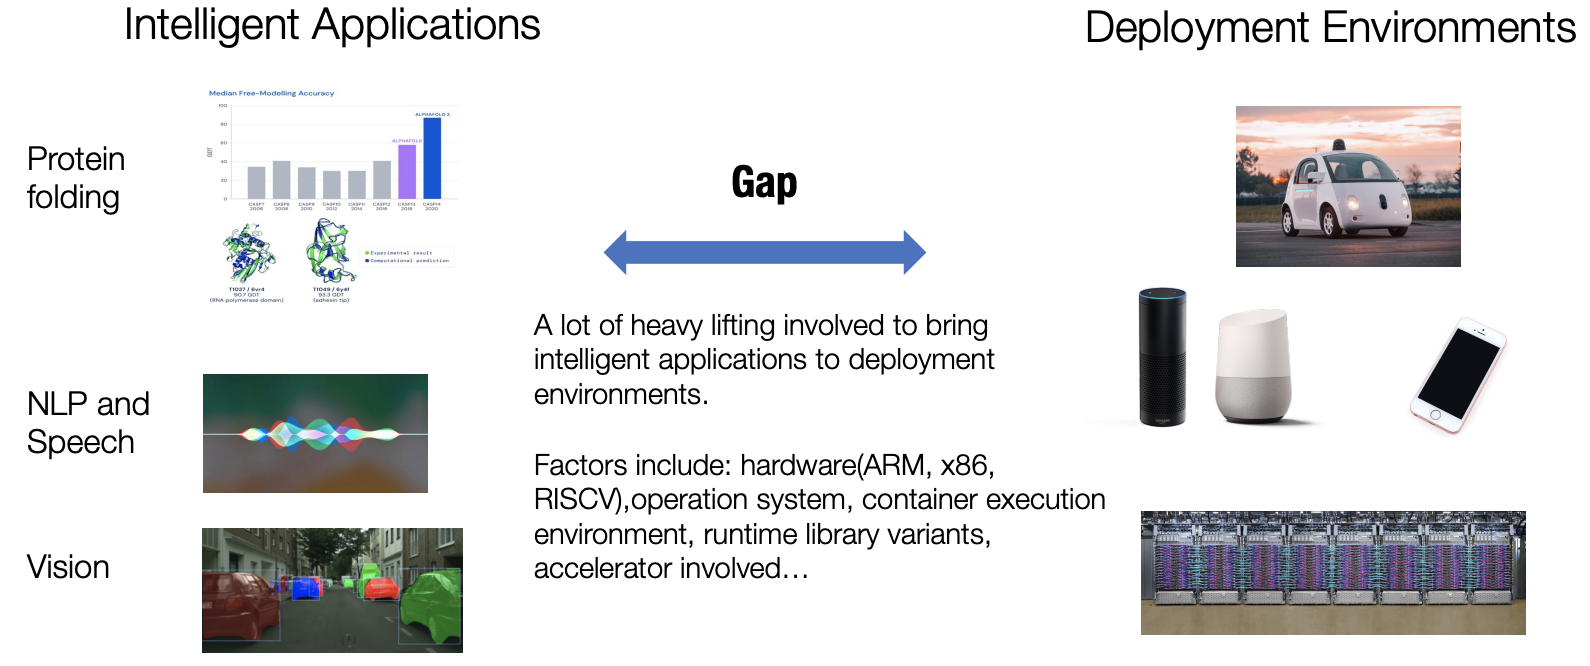 Intelligent Applications
Deployment Environments
Protein
folding
Median Free-Modelling Accuracy
GDT
100
80
60
40
20
0
ALPHAFOLD
ALPHAFOLD 2
CASP7
2006
CASP8
2008
CASP9
2010
CASP10
2012
CASP11
2014
CASP12
2016
CASP13
2018
CASP14
2020
Experimental result
Computational prediction
T1037 / 6vr4
90.7 GDT
(RNA polymerase domain)
T1049 / 6y4f
93.3 GDT
(adhesin tip)
Gap
A lot of heavy lifting involved to bring
intelligent applications to deployment
environments.
Factors include: hardware(ARM, x86,
RISCV),operation system, container execution
environment, runtime library variants,
accelerator involved…
NLP and
Speech
Vision
amazon